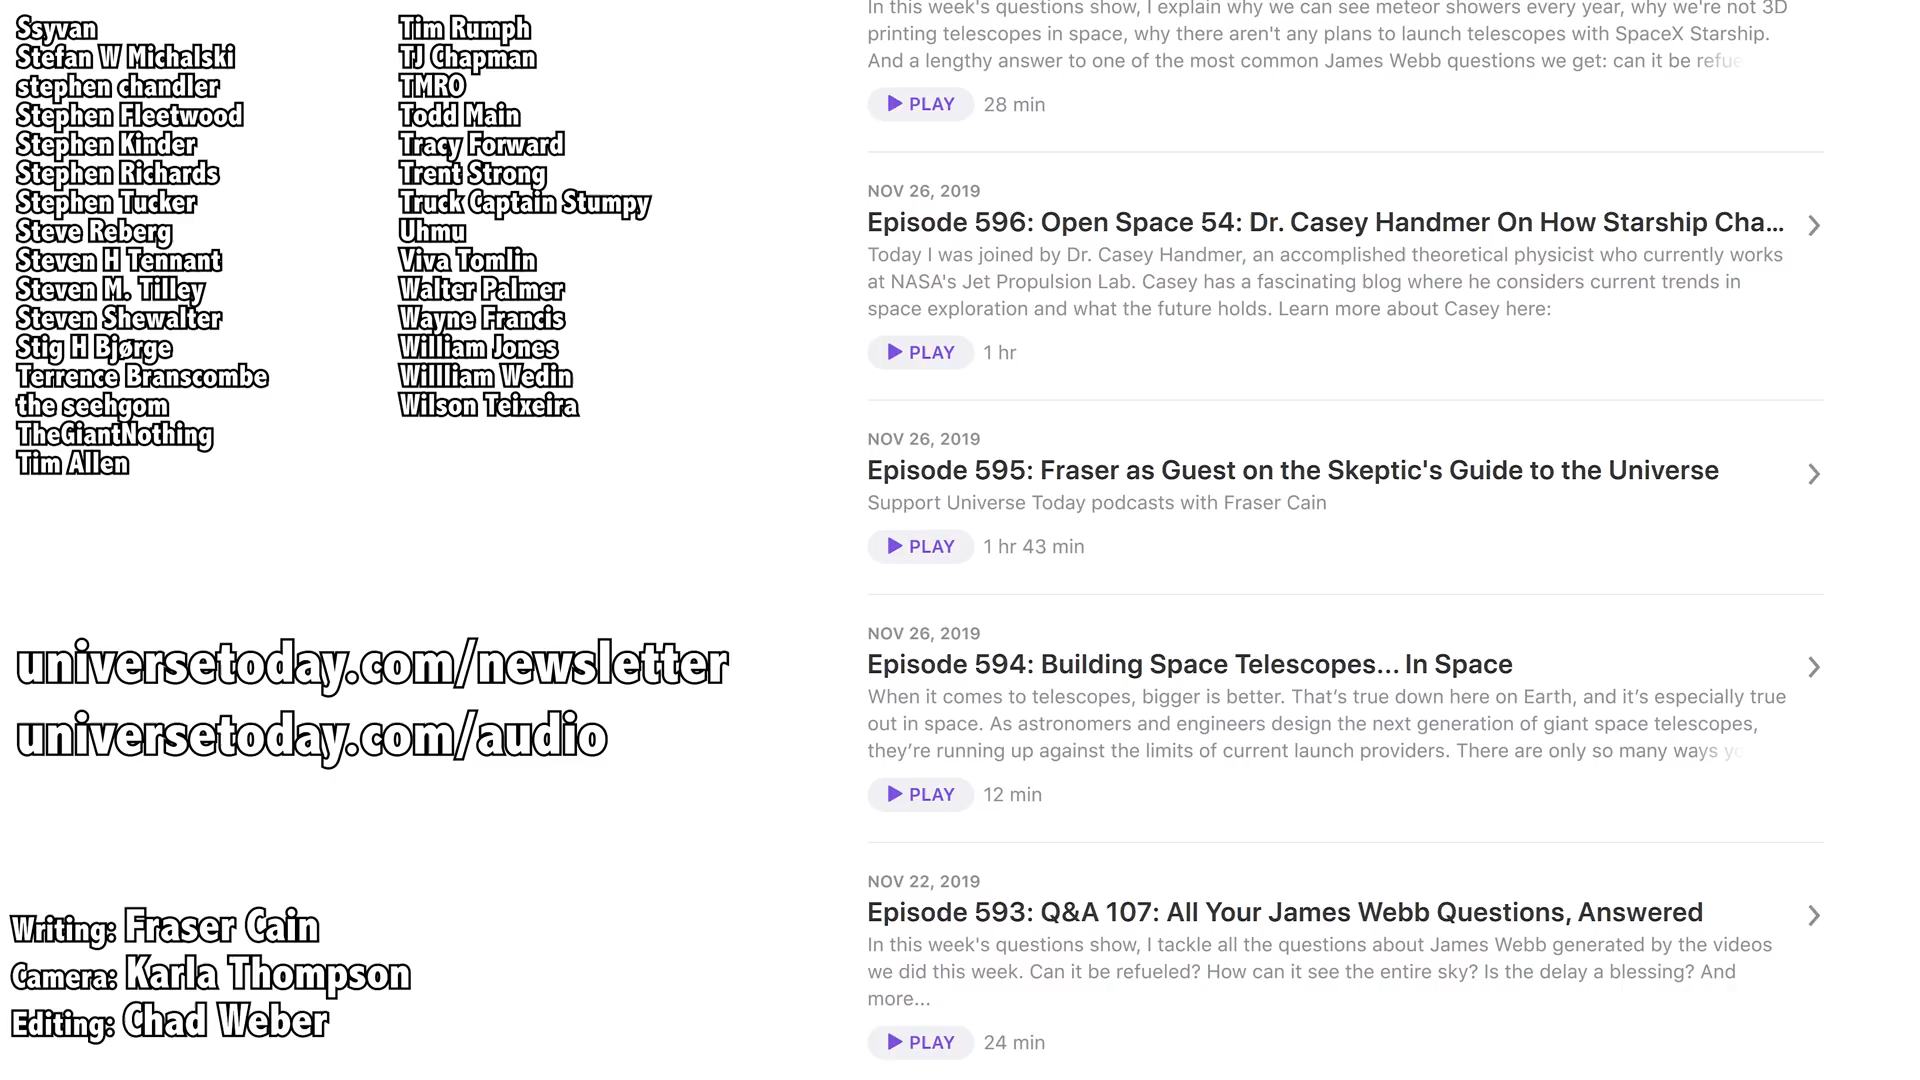 Ssyvan
Stefan W Michalski
stephen chandler
Stephen Fleetwood
Stephen Kinder
Stephen Richards
Stephen Tucker
Steve Reberg
Steven H Tennant
Steven M. Tilley
Steven Shewalter
Stig H Bjørge
Terrence Branscombe
the seehgom
TheGiantNothing
Tim Allen
Tim Rumph
TJ Chapman
TMRO
Todd Main
Tracy Forward
Trent Strong
Truck Captain Stumpy
Uhmu
Viva Tomlin
Walter Palmer
Wayne Francis
William Jones
Willliam Wedin
Wilson Teixeira
universetoday.com/newsletter
universetoday.com/audio
Writing: Fraser Cain
Camera: Karla Thompson
Editing: Chad Weber
In this week's questions show, I explain why we can see meteor showers every year, why we're not 3D
printing telescopes in space, why there aren't any plans to launch telescopes with SpaceX Starship.
And a lengthy answer to one of the most common James Webb questions we get: can it be refue
PLAY 28 min
NOV 26, 2019
Episode 596: Open Space 54: Dr. Casey Handmer On How Starship Cha...
Today I was joined by Dr. Casey Handmer, an accomplished theoretical physicist who currently works
at NASA's Jet Propulsion Lab. Casey has a fascinating blog where he considers current trends in
space exploration and what the future holds. Learn more about Casey here:
PLAY 1 hr
NOV 26, 2019
Episode 595: Fraser as Guest on the Skeptic's Guide to the Universe
Support Universe Today podcasts with Fraser Cain
PLAY 1 hr 43 min
NOV 26, 2019
Episode 594: Building Space Telescopes... In Space
When it comes to telescopes, bigger is better. That's true down here on Earth, and it's especially true
out in space. As astronomers and engineers design the next generation of giant space telescopes,
they're running up against the limits of current launch providers. There are only so many ways yo
PLAY 12 min
NOV 22, 2019
Episode 593: Q&A 107: All Your James Webb Questions, Answered
In this week's questions show, I tackle all the questions about James Webb generated by the videos
we did this week. Can it be refueled? How can it see the entire sky? Is the delay a blessing? And
more...
PLAY 24 min